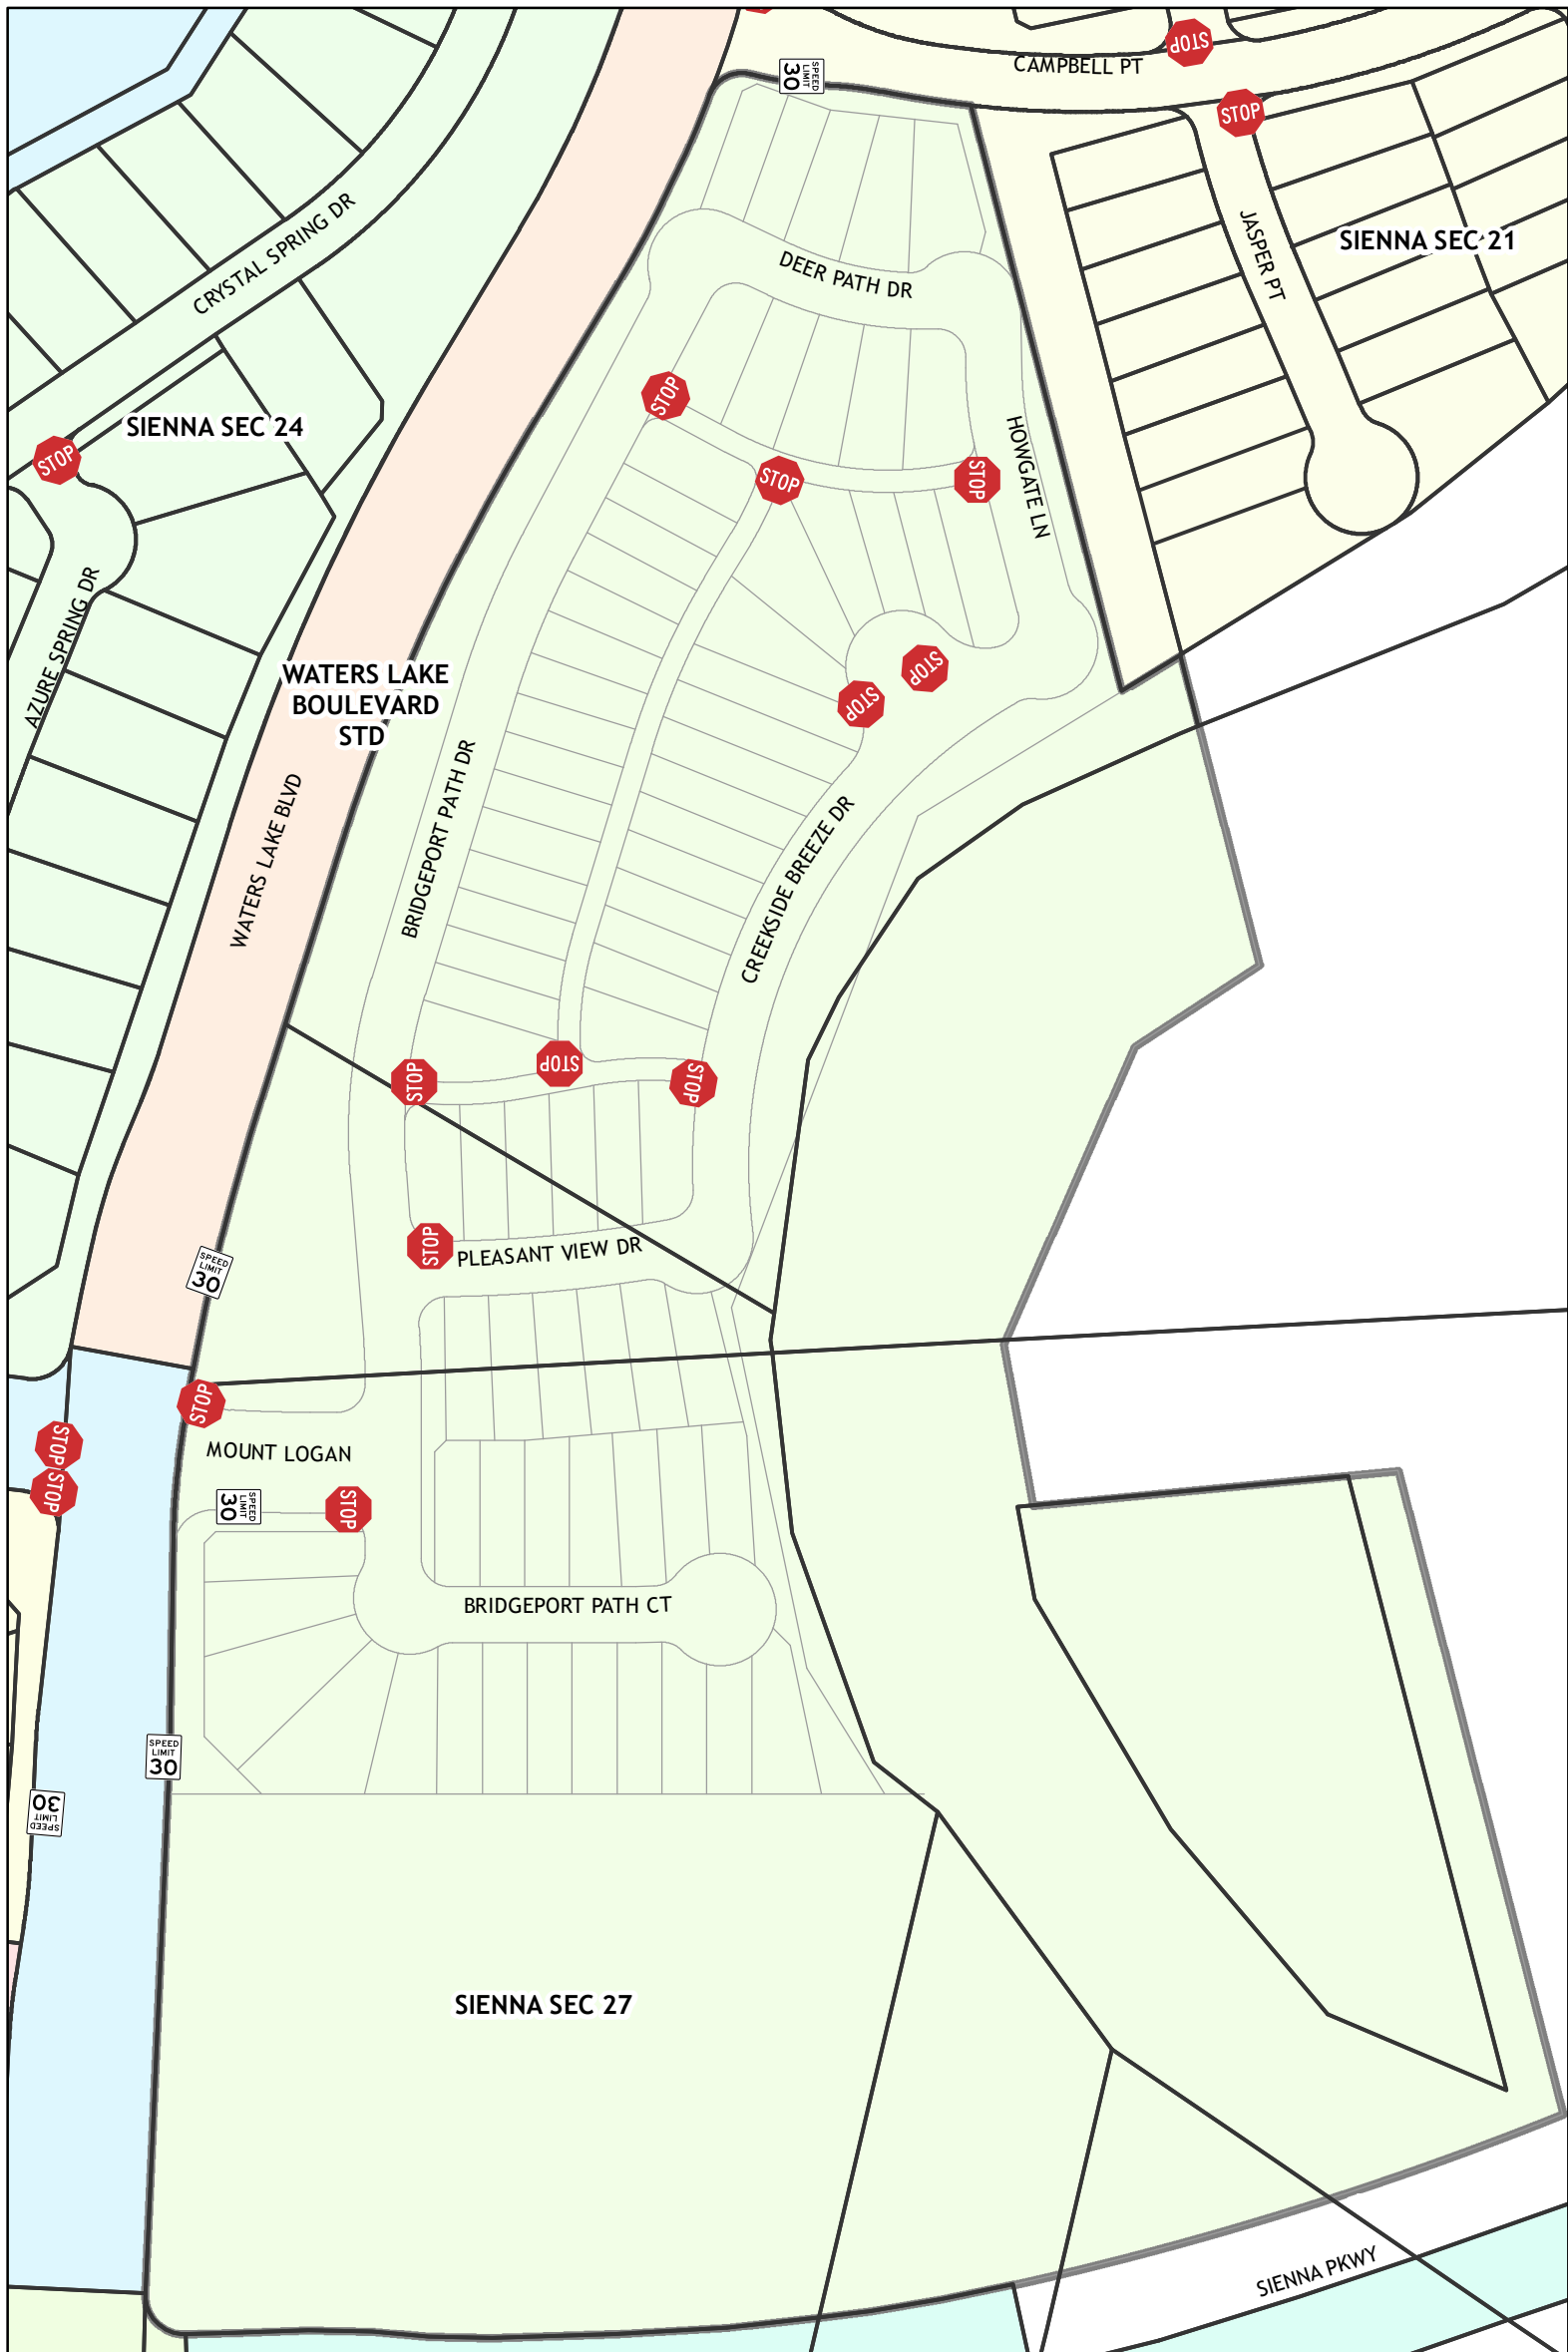 STOP
CAMPBELL PT
SPEED
LIMIT
30
STOP
CRYSTAL SPRING DR
JASPER PT
SIENNA SEC 21
DEER PATH DR
STOP
SIENNA SEC 24
STOP
HOWGATE LN
STOP
STOP
AZURE SPRING DR
WATERS LAKE
BOULEVARD
STD
STOP
STOP
BRIDGEPORT PATH DR
WATERS LAKE BLVD
CREEKSIDE BREEZE DR
STOP
STOP
STOP
STOP
PLEASANT VIEW DR
SPEED
LIMIT
30
STOP
STOP
STOP
MOUNT LOGAN
SPEED
LIMIT
30
STOP
BRIDGEPORT PATH CT
SPEED
LIMIT
30
SPEED
LIMIT
30
SIENNA SEC 27
SIENNA PKWY